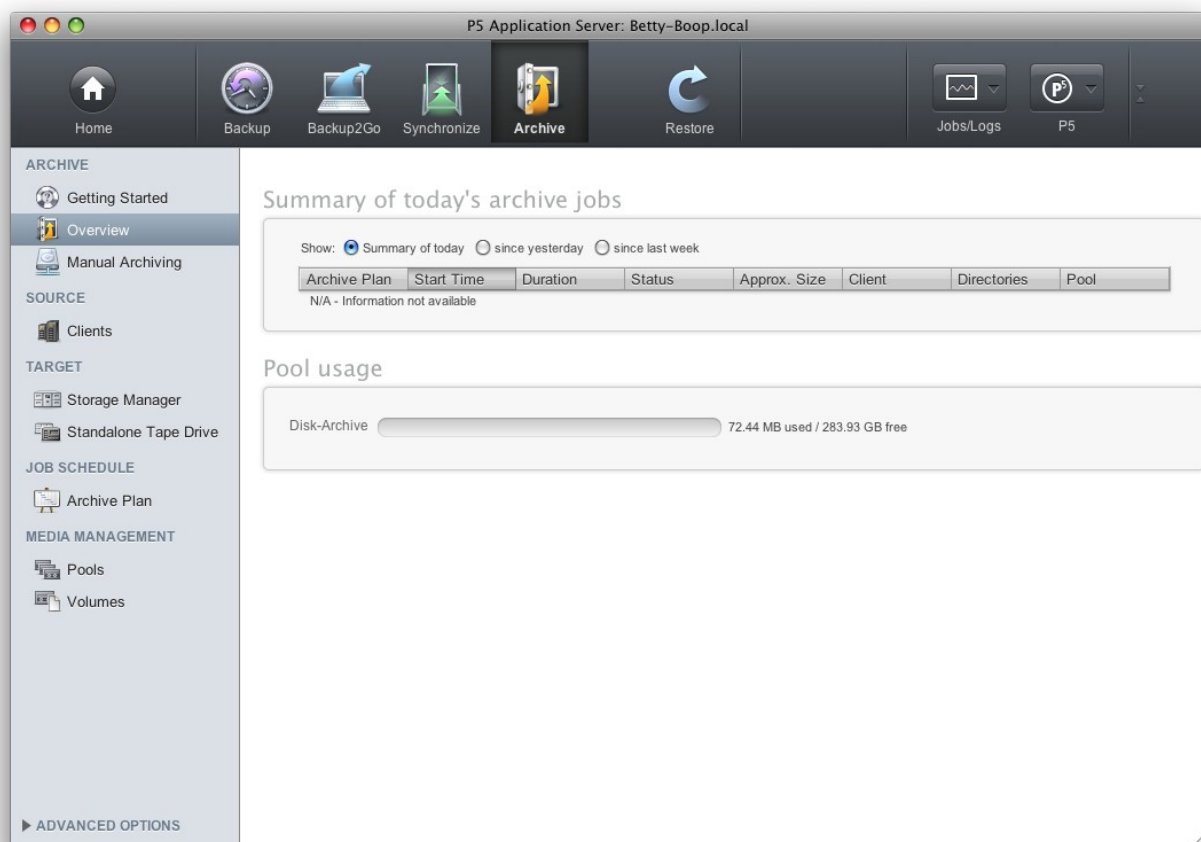 P5 Application Server: Betty-Boop.local
Home Backup Backup2Go Synchronize Archive Restore Jobs/Logs P5
ARCHIVE
Getting Started
Overview
Manual Archiving
SOURCE
Clients
TARGET
Storage Manager
Standalone Tape Drive
JOB SCHEDULE
Archive Plan
MEDIA MANAGEMENT
Pools
Volumes
ADVANCED OPTIONS
Summary of today's archive jobs
Show: Summary of today since yesterday since last week
Archive Plan Start Time Duration Status Approx. Size Client Directories Pool
N/A - Information not available
Pool usage
Disk-Archive 72.44 MB used / 283.93 GB free